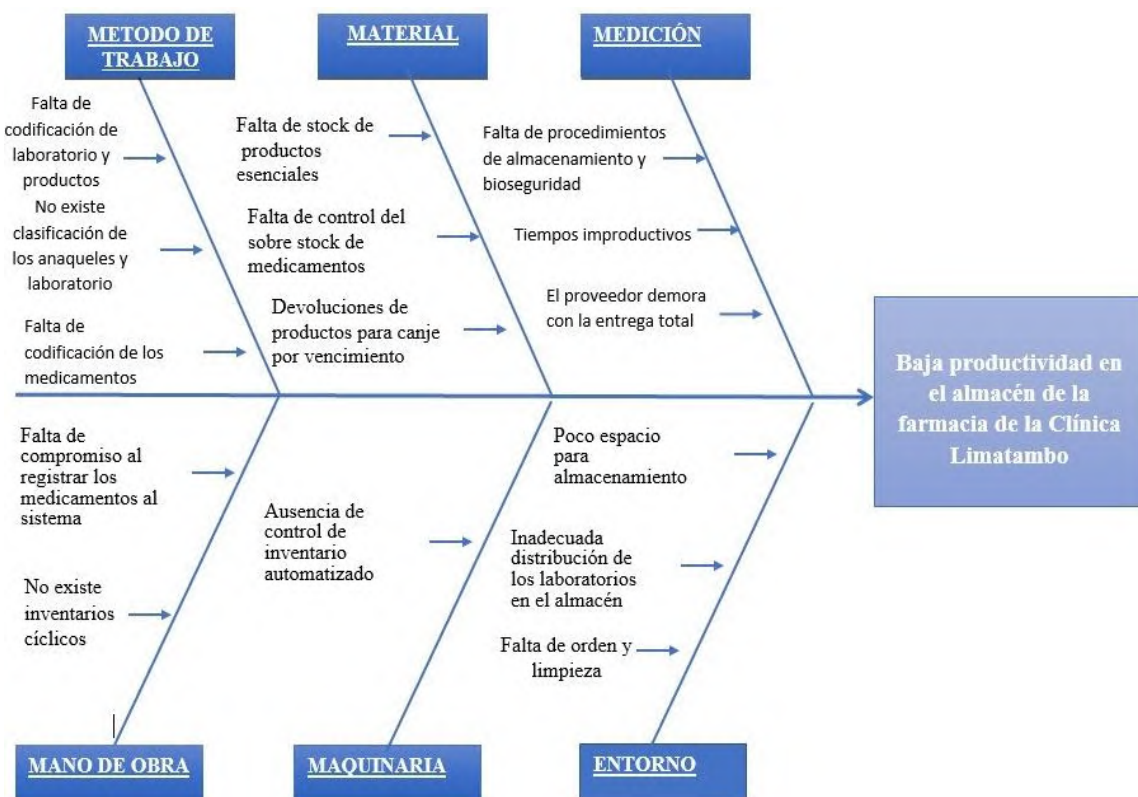 METODO DE
TRABAJO
MATERIAL
MEDICIÓN
Falta de
codificación de
laboratorio y
productos
No existe
clasificación de
los anaqueles y
laboratorio
Falta de
codificación de los
medicamentos
Falta de stock de
productos
esenciales
Falta de control del
sobre stock de
medicamentos
Devoluciones de
productos para canje
por vencimiento
Falta de procedimientos
de almacenamiento y
bioseguridad
Tiempos improductivos
El proveedor demora
con la entrega total
Baja productividad en
el almacén de la
farmacia de la Clínica
Limatambo
Falta de
compromiso al
registrar los
medicamentos al
sistema
No existe
inventarios
cíclicos
Ausencia de
control de
inventario
automatizado
Poco espacio
para
almacenamiento
Inadecuada
distribución de
los laboratorios
en el almacén
Falta de orden y
limpieza
MANO DE OBRA
MAQUINARIA
ENTORNO